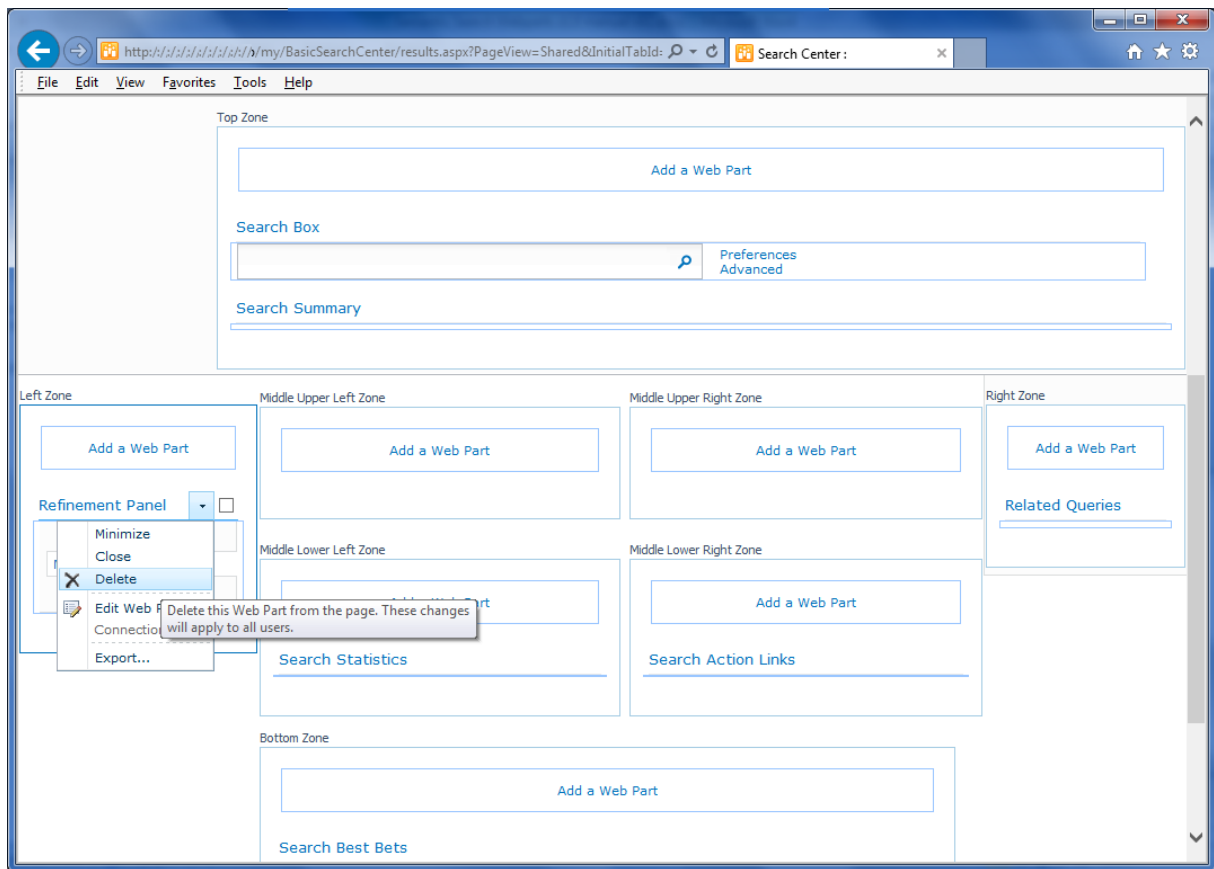 http://:/:/:/:/:/:/:/:/my/BasicSearchCenter/results.aspx?PageView=Shared&InitialTabId:
Search Center :
File Edit View Favorites Tools Help
Top Zone
Add a Web Part
Search Box
Preferences
Advanced
Search Summary
Left Zone
Middle Upper Left Zone
Middle Upper Right Zone
Right Zone
Add a Web Part
Add a Web Part
Add a Web Part
Add a Web Part
Refinement Panel
Related Queries
Minimize
Close
Delete
Edit Web
Export...
Delete this Web Part from the page. These changes
will apply to all users.
Middle Lower Left Zone
Middle Lower Right Zone
Add a Web Part
Search Statistics
Search Action Links
Bottom Zone
Add a Web Part
Search Best Bets